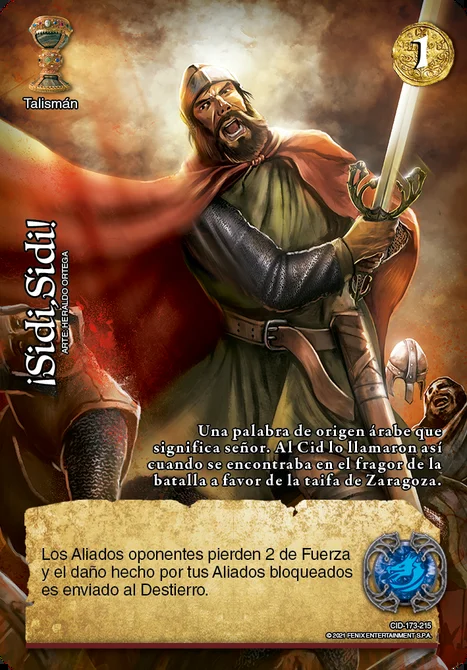 1
Talismán
¡Sidi, Sidi!
ARTE: HERALDO ORTEGA
Una palabra de origen árabe que
significa señor. Al Cid lo llamaron así
cuando se encontraba en el fragor de la
batalla a favor de la taifa de Zaragoza.
Los Aliados oponentes pierden 2 de Fuerza
y el daño hecho por tus Aliados bloqueados
es enviado al Destierro.
CID-173-215
© 2021 FENIX ENTERTAINMENT S.P.A.